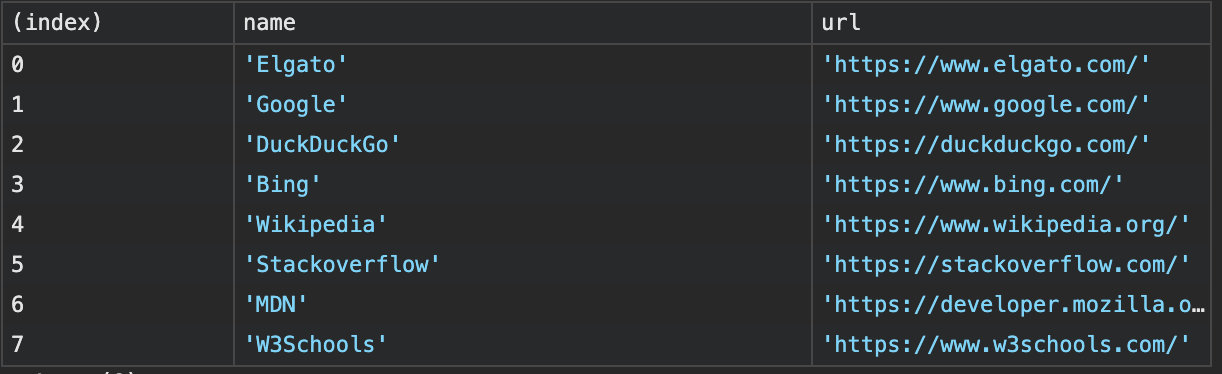 (index) name url
0 'Elgato' 'https://www.elgato.com/'
1 'Google' 'https://www.google.com/'
2 'DuckDuckGo' 'https://duckduckgo.com/'
3 'Bing' 'https://www.bing.com/'
4 'Wikipedia' 'https://www.wikipedia.org/'
5 'Stackoverflow' 'https://stackoverflow.com/'
6 'MDN' 'https://developer.mozilla.o…
7 'W3Schools' 'https://www.w3schools.com/'